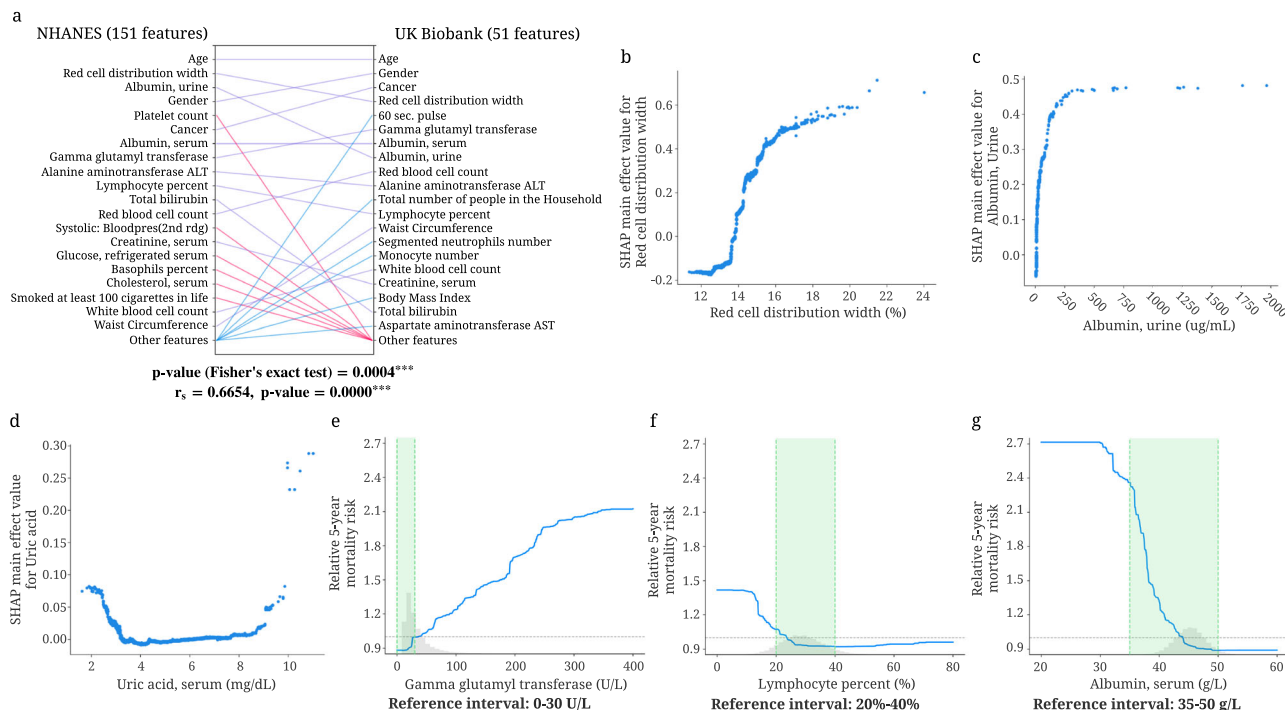 a
NHANES (151 features)
UK Biobank (51 features)
Age
Red cell distribution width
Albumin, urine
Gender
Platelet count
Cancer
Albumin, serum
Gamma glutamyl transferase
Alanine aminotransferase ALT
Lymphocyte percent
Total bilirubin
Red blood cell count
Systolic: Bloodpres(2nd rdg)
Creatinine, serum
Glucose, refrigerated serum
Basophils percent
Cholesterol, serum
Smoked at least 100 cigarettes in life
White blood cell count
Waist Circumference
Other features
Age
Gender
Cancer
Red cell distribution width
60 sec. pulse
Gamma glutamyl transferase
Albumin, serum
Albumin, urine
Red blood cell count
Alanine aminotransferase ALT
Total number of people in the Household
Lymphocyte percent
Waist Circumference
Segmented neutrophils number
Monocyte number
White blood cell count
Creatinine, serum
Body Mass Index
Total bilirubin
Aspartate aminotransferase AST
Other features
p-value (Fisher's exact test) = 0.0004***
rs = 0.6654, p-value = 0.0000***
b
SHAP main effect value for
Red cell distribution width
0.6
0.4
0.2
0.0
-0.2
12 14 16 18 20 22 24
Red cell distribution width (%)
c
SHAP main effect value for
Albumin, Urine
0.5
0.4
0.3
0.2
0.1
0.0
0 250 500 750 1000 1250 1500 1750 2000
Albumin, urine (ug/mL)
d
SHAP main effect value
for Uric acid
0.30
0.25
0.20
0.15
0.10
0.05
0.00
2 4 6 8 10
Uric acid, serum (mg/dL)
e
Relative 5-year
mortality risk
2.7
2.4
2.1
1.8
1.5
1.2
0.9
0 100 200 300 400
Gamma glutamyl transferase (U/L)
Reference interval: 0-30 U/L
f
Relative 5-year
mortality risk
2.7
2.4
2.1
1.8
1.5
1.2
0.9
0 20 40 60 80
Lymphocyte percent (%)
Reference interval: 20%-40%
g
Relative 5-year
mortality risk
2.7
2.4
2.1
1.8
1.5
1.2
0.9
20 30 40 50 60
Albumin, serum (g/L)
Reference interval: 35-50 g/L